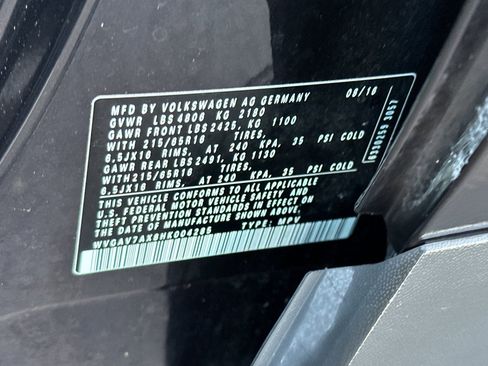 MFD BY VOLKSWAGEN AG GERMANY 08/16
GVWR LBS 4806 KG 2180
GAWR FRONT LBS 2425, KG 1100
WITH 215/65R16 TIRES,
6.5JX16 RIMS, AT 240 KPA, 35 PSI COLD
GAWR REAR LBS 2491, KG 1130
WITH 215/65R16 TIRES,
6.5JX16 RIMS, AT 240 KPA, 35 PSI COLD
THIS VEHICLE CONFORMS TO ALL APPLICABLE
U.S. FEDERAL MOTOR VEHICLE SAFETY AND
THEFT PREVENTION STANDARDS IN EFFECT ON
THE DATE OF MANUFACTURE SHOWN ABOVE
TYPE: MPV